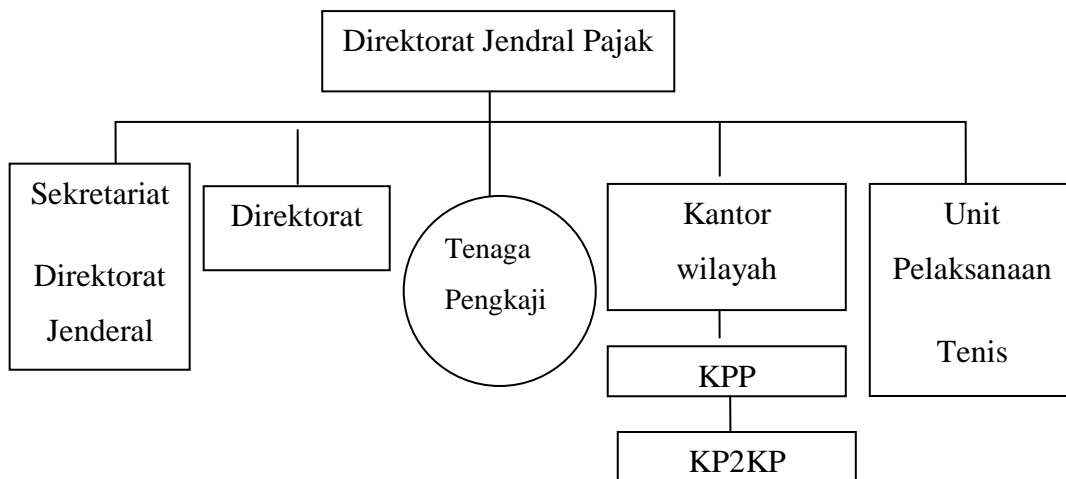 Direktorat Jendral Pajak
Sekretariat
Direktorat
Jenderal
Direktorat
Tenaga
Pengkaji
Kantor
wilayah
KPP
KP2KP
Unit
Pelaksanaan
Tenis